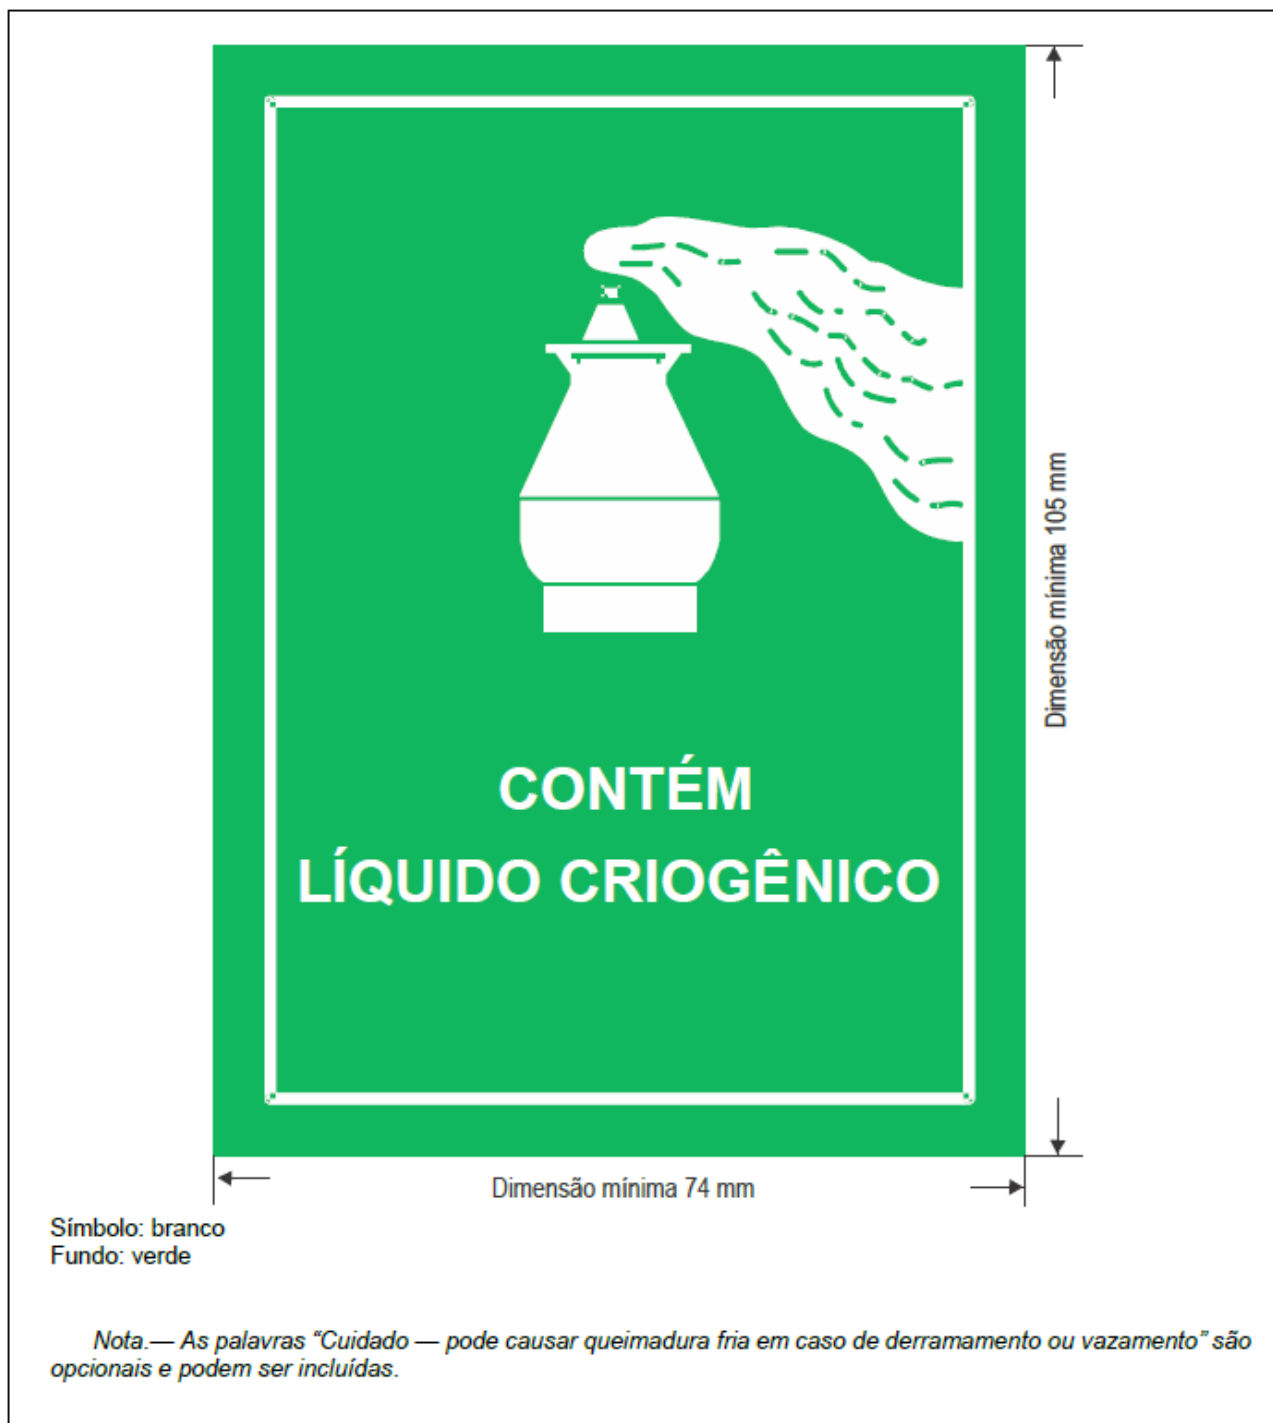 CONTÉM
LÍQUIDO CRIOGÊNICO
Dimensão mínima 105 mm
Dimensão mínima 74 mm
Símbolo: branco
Fundo: verde
Nota.— As palavras “Cuidado — pode causar queimadura fria em caso de derramamento ou vazamento” são
opcionais e podem ser incluídas.